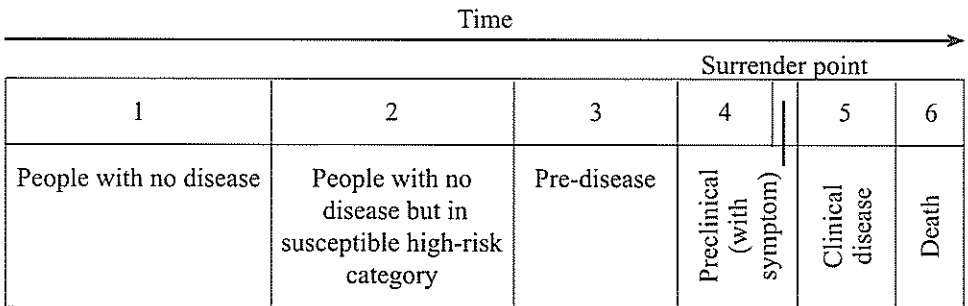 Time
Surrender point
1
2
3
4
5
6
People with no disease
People with no
disease but in
susceptible high-risk
category
Pre-disease
Preclinical
(with
symptom)
Clinical
disease
Death